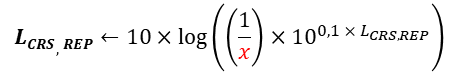 L_{CRS, REP} ← 10 × log((1/x) × 10^{0,1 × L_{CRS,REP}})